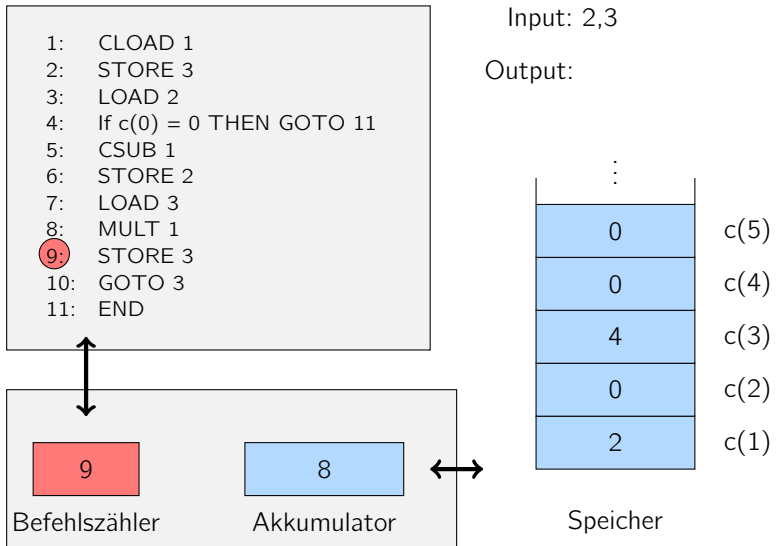 1: CLOAD 1
2: STORE 3
3: LOAD 2
4: If c(0) = 0 THEN GOTO 11
5: CSUB 1
6: STORE 2
7: LOAD 3
8: MULT 1
9: STORE 3
10: GOTO 3
11: END
Input: 2,3
Output:
⋮
0 c(5)
0 c(4)
4 c(3)
0 c(2)
2 c(1)
9 8
Befehlszähler Akkumulator Speicher